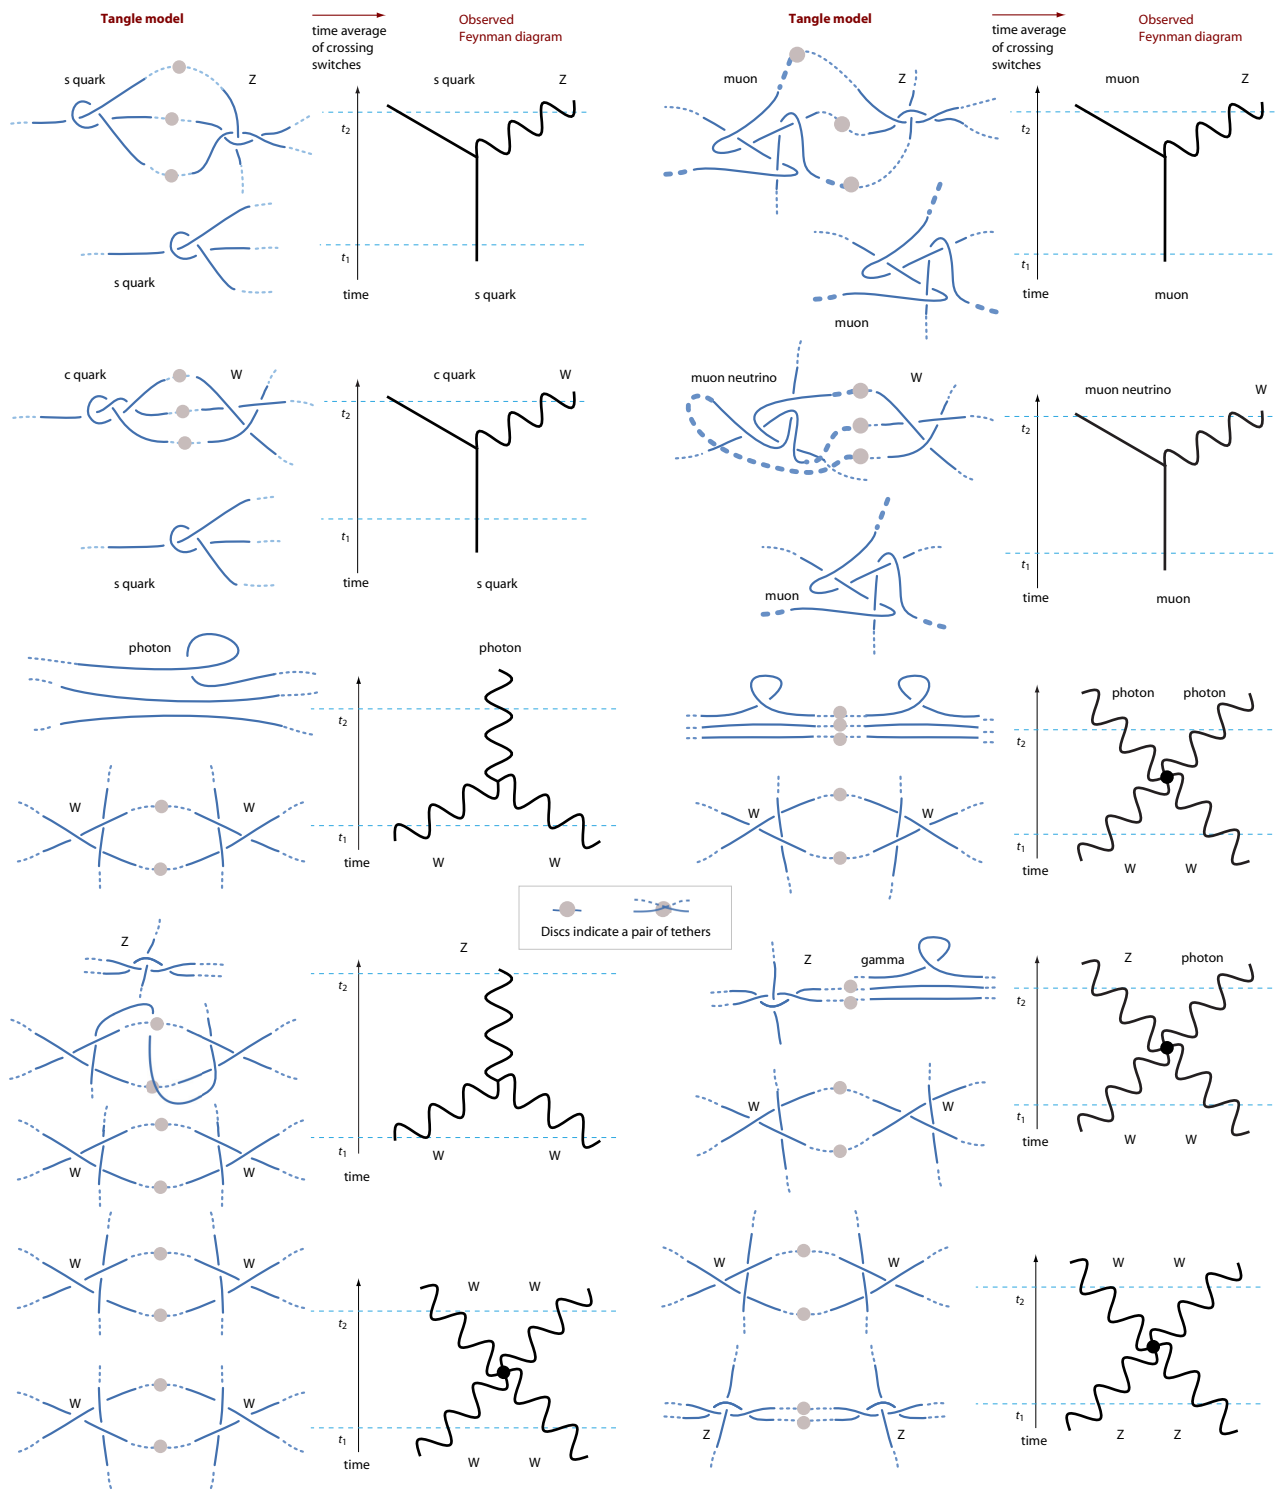 Tangle model
time average
of crossing
switches
Observed
Feynman diagram
Tangle model
time average
of crossing
switches
Observed
Feynman diagram
s quark
Z
s quark
Z
t2
t1
time
s quark
s quark
muon
Z
muon
Z
t2
t1
time
muon
muon
c quark
W
c quark
W
t2
t1
time
s quark
s quark
muon neutrino
W
muon neutrino
W
t2
t1
time
muon
muon
photon
photon
t2
W
W
t1
time
W
W
photon
photon
t2
W
W
t1
time
W
W
Discs indicate a pair of tethers
Z
Z
t2
W
W
t1
time
W
W
Z
gamma
Z
photon
t2
W
W
t1
time
W
W
W
W
W
W
t2
W
W
t1
time
W
W
W
W
W
W
t2
Z
Z
t1
time
Z
Z